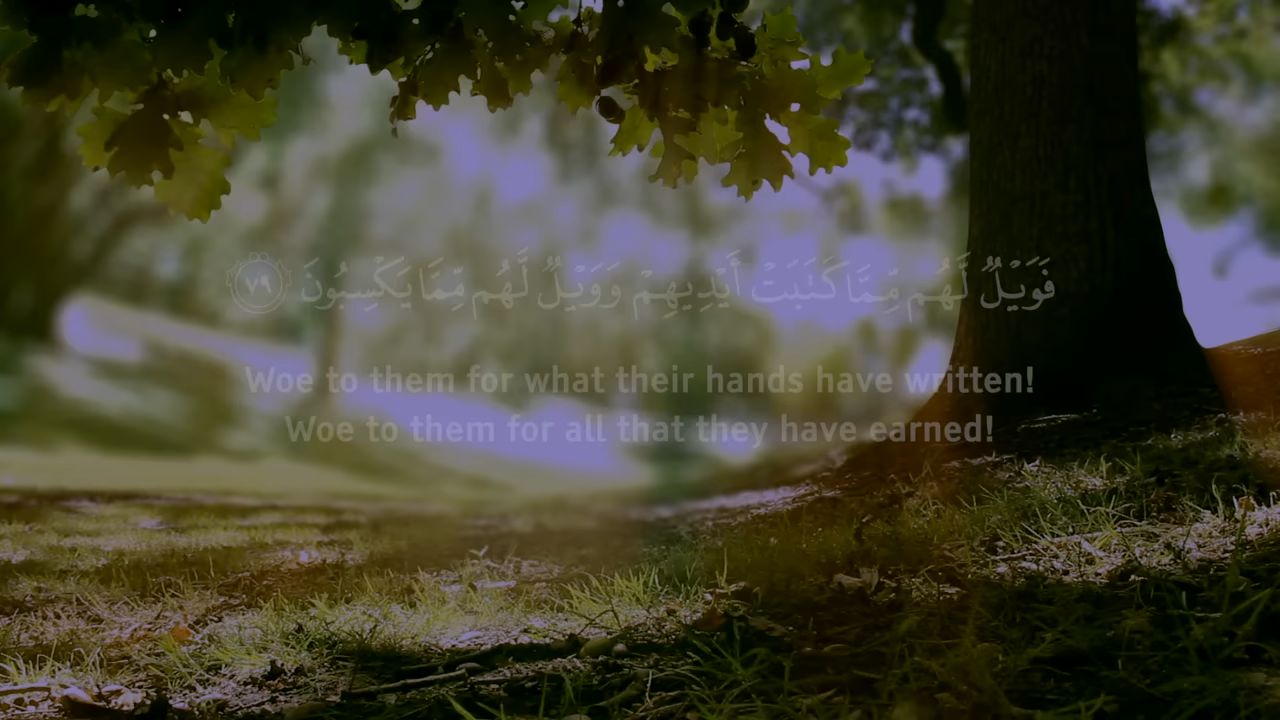 فَوَيْلٌ لَّهُم مِّمَّا كَتَبَتْ أَيْدِيهِمْ وَوَيْلٌ لَّهُم مِّمَّا يَكْسِبُونَ ٧٩
Woe to them for what their hands have written!
Woe to them for all that they have earned!